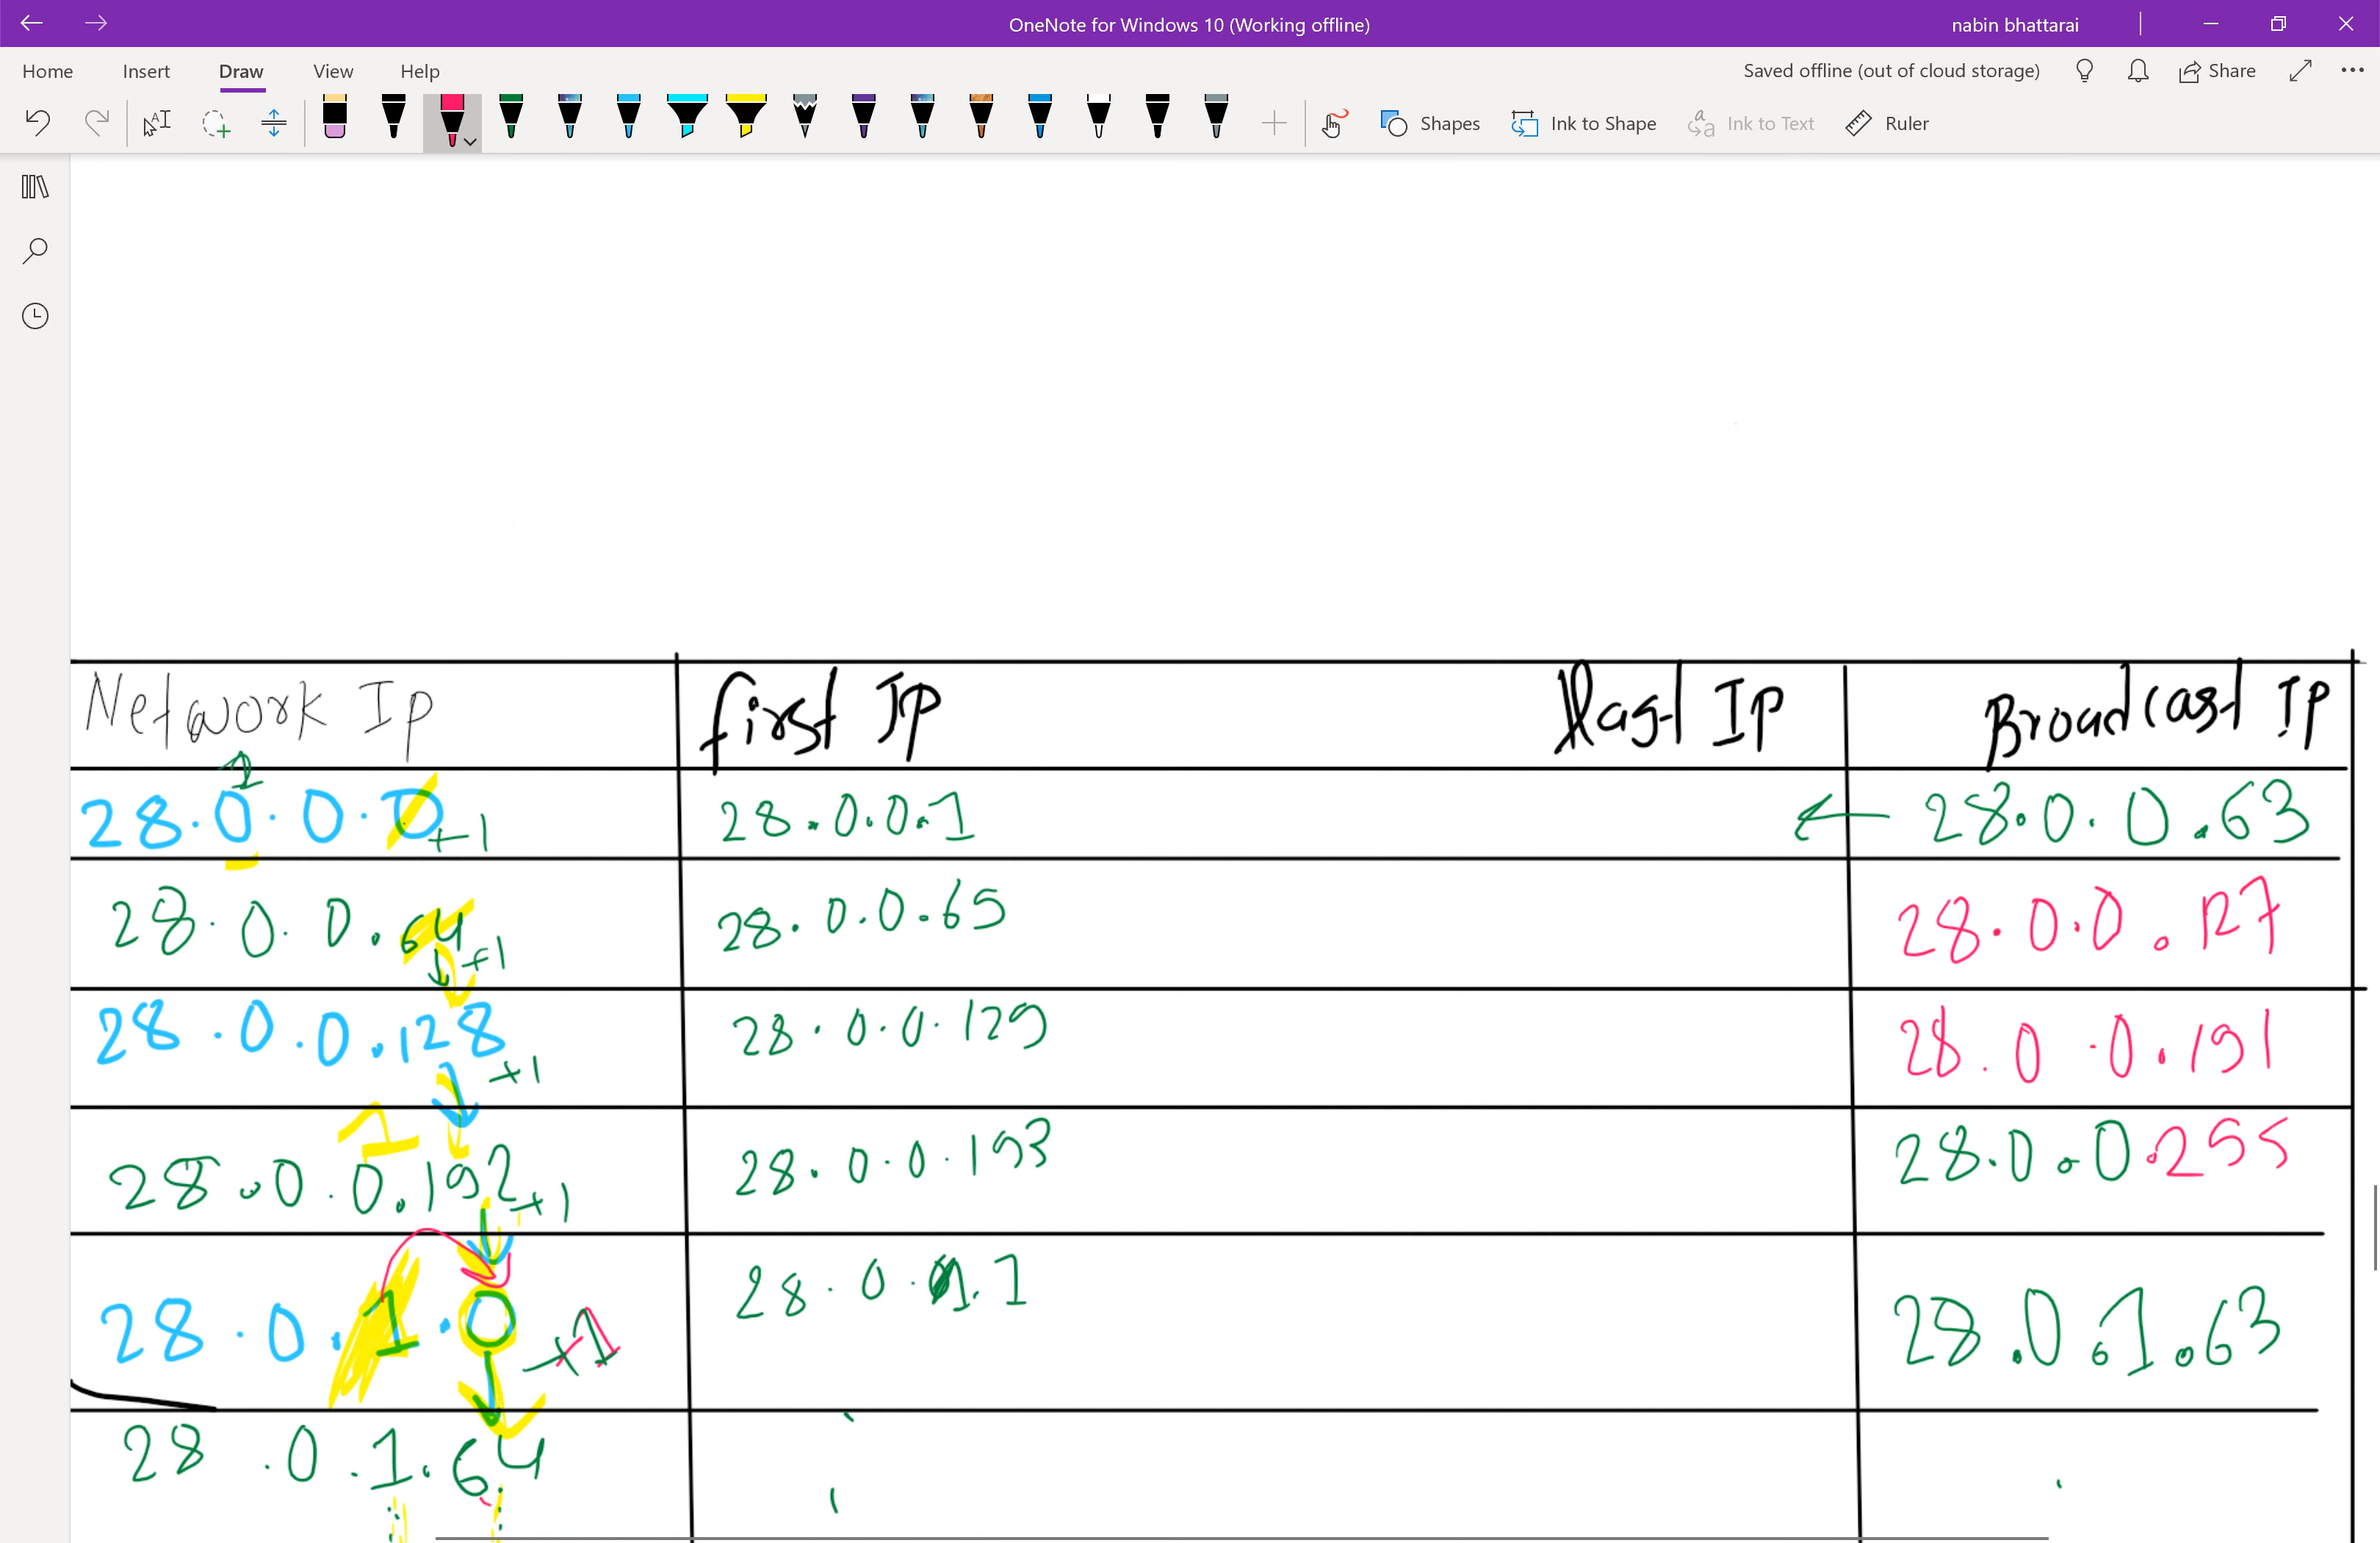 OneNote for Windows 10 (Working offline)
nabin bhattarai
Home Insert Draw View Help
Saved offline (out of cloud storage)
Share
Shapes
Ink to Shape
Ink to Text
Ruler
Network Ip
first IP
last IP
Broadcast IP
1
28.0.0.0 +1
28.0.0.1
28.0.0.63
28.0.0.64 +1
28.0.0.65
28.0.0.127
28.0.0.128 +1
28.0.0.129
28.0.0.191
1
28.0.0.192 +1
28.0.0.193
28.0.0.255
28.0.1.0 +1
28.0.1.1
28.0.1.63
28.0.1.64